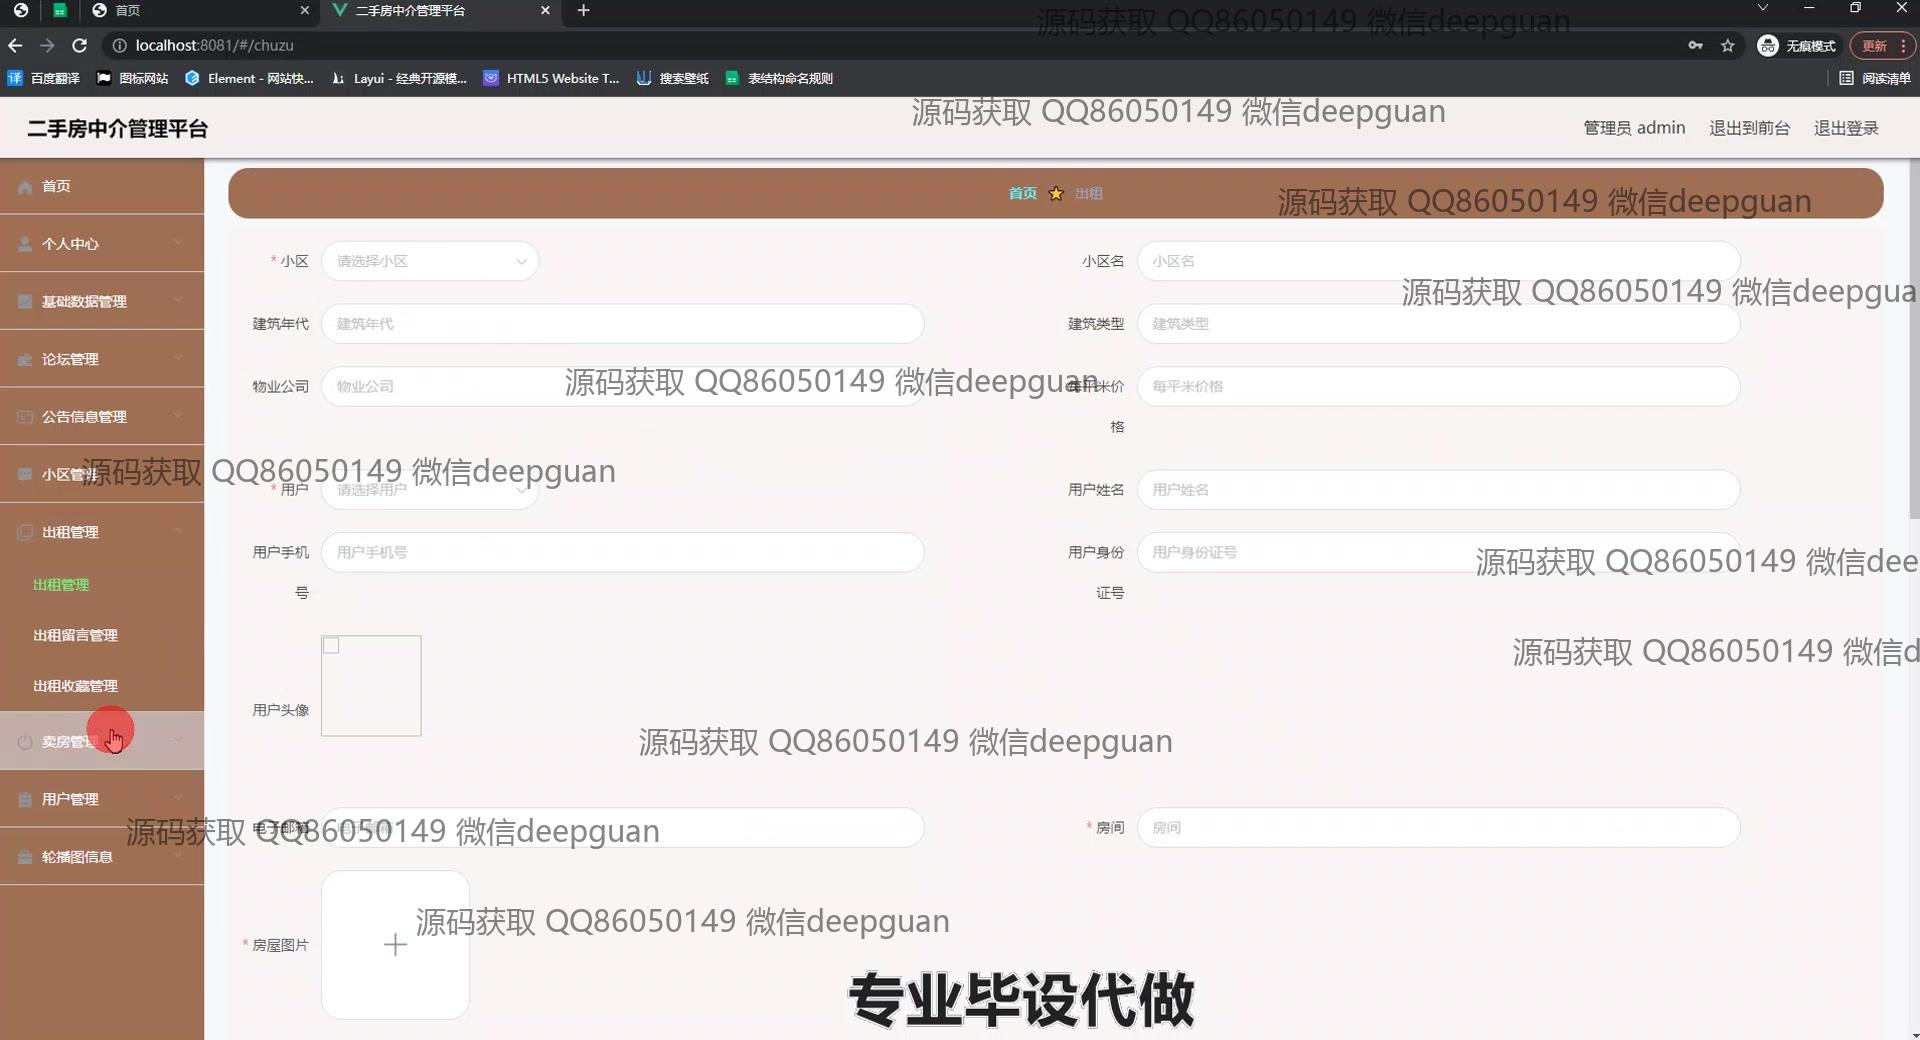 首页
二手房中介管理平台
源码获取 QQ86050149 微信deepguan
localhost:8081/#/chuzu
无痕模式
更新
百度翻译
图标网站
Element - 网站快...
Layui - 经典开源模...
HTML5 Website T...
搜索壁纸
表结构命名规则
阅读清单
源码获取 QQ86050149 微信deepguan
二手房中介管理平台
管理员 admin
退出到前台
退出登录
首页
首页 出租
源码获取 QQ86050149 微信deepguan
个人中心
* 小区 请选择小区
小区名 小区名
源码获取 QQ86050149 微信deepgua
基础数据管理
建筑年代 建筑年代
建筑类型 建筑类型
论坛管理
物业公司 物业公司
源码获取 QQ86050149 微信deepguan
每平米价格 每平米价格
公告信息管理
小区管理
源码获取 QQ86050149 微信deepguan
* 用户 请选择用户
用户姓名 用户姓名
出租管理
用户手机号 用户手机号
用户身份证号 用户身份证号
源码获取 QQ86050149 微信dee
出租管理
出租留言管理
源码获取 QQ86050149 微信d
出租收藏管理
用户头像
卖房管理
源码获取 QQ86050149 微信deepguan
用户管理
源码获取 QQ86050149 微信deepguan
电子邮箱
* 房间 房间
轮播图信息
源码获取 QQ86050149 微信deepguan
* 房屋图片
专业毕设代做